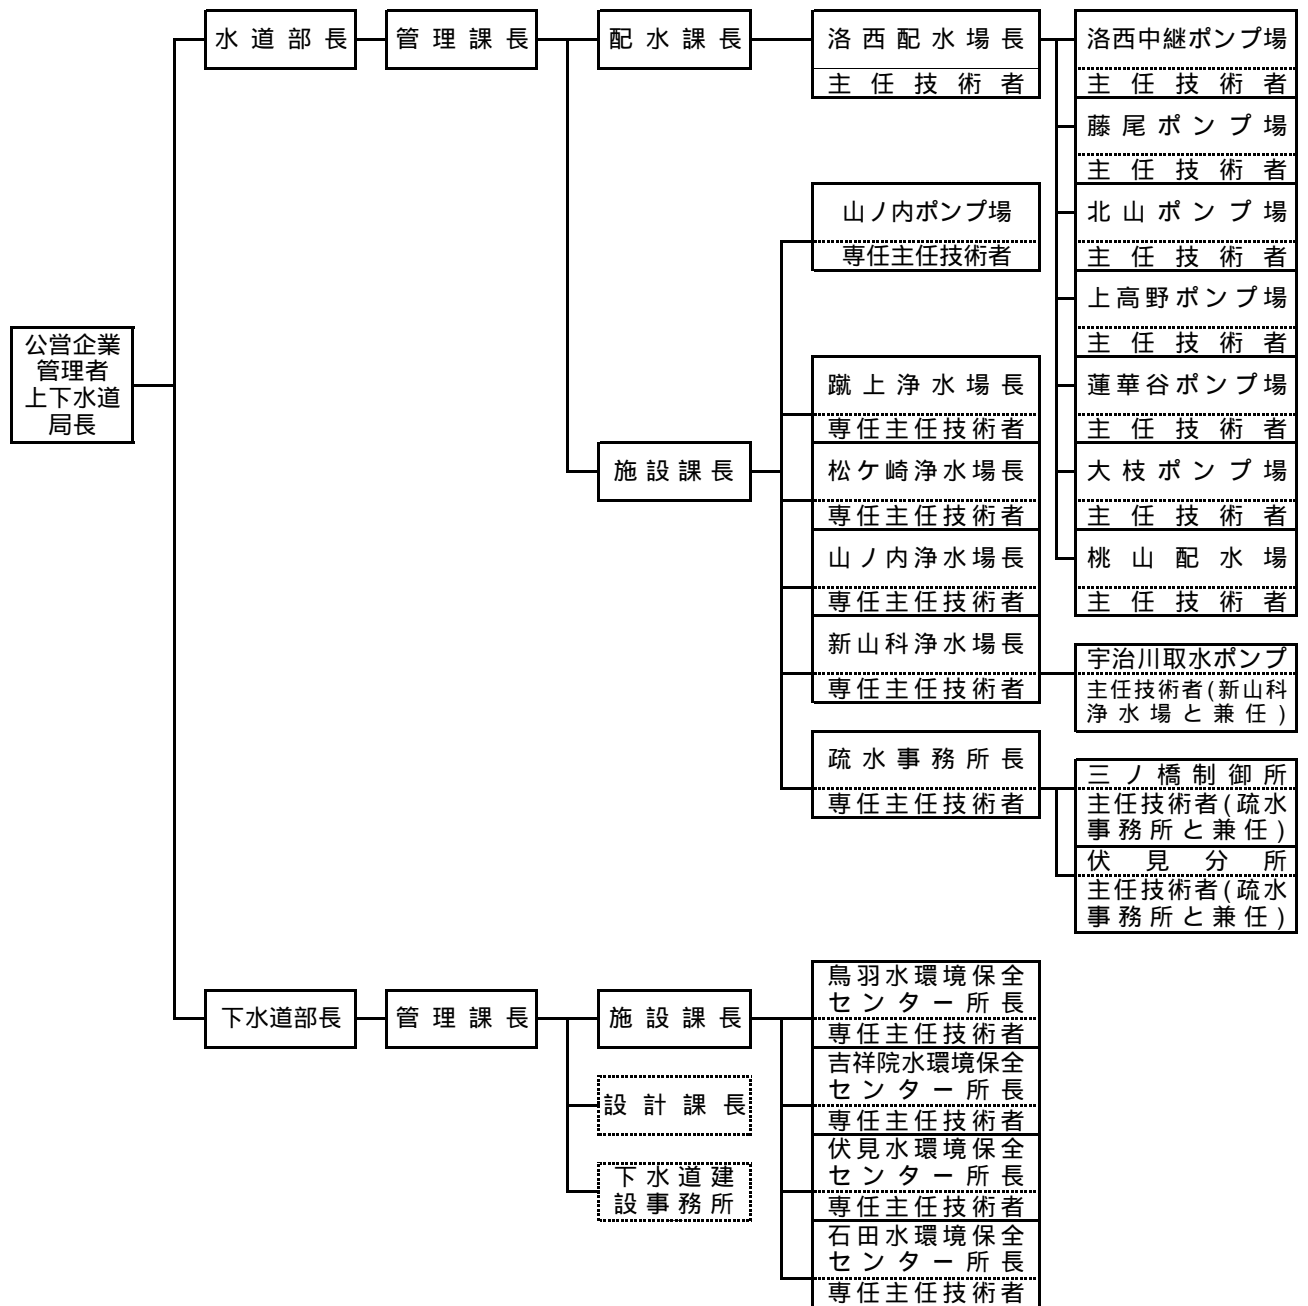 公営企業
管理者
上下水道
局長
水道部長
管理課長
配水課長
洛西配水場長
主任技術者
洛西中継ポンプ場
主任技術者
藤尾ポンプ場
主任技術者
北山ポンプ場
主任技術者
上高野ポンプ場
主任技術者
蓮華谷ポンプ場
主任技術者
大枝ポンプ場
主任技術者
桃山配水場
主任技術者
施設課長
山ノ内ポンプ場
専任主任技術者
蹴上浄水場長
専任主任技術者
松ケ崎浄水場長
専任主任技術者
山ノ内浄水場長
専任主任技術者
新山科浄水場長
専任主任技術者
宇治川取水ポンプ
主任技術者(新山科
浄水場と兼任)
疏水事務所長
専任主任技術者
三ノ橋制御所
主任技術者(疏水
事務所と兼任)
伏見分所
主任技術者(疏水
事務所と兼任)
下水道部長
管理課長
施設課長
設計課長
下水道建
設事務所
鳥羽水環境保全
センター所長
専任主任技術者
吉祥院水環境保全
センター所長
専任主任技術者
伏見水環境保全
センター所長
専任主任技術者
石田水環境保全
センター所長
専任主任技術者